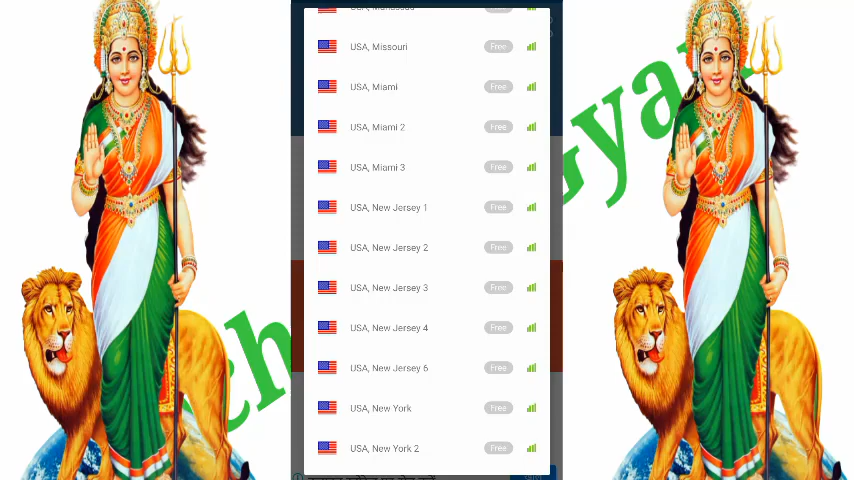 USA, Missouri Free
USA, Miami Free
USA, Miami 2 Free
USA, Miami 3 Free
USA, New Jersey 1 Free
USA, New Jersey 2 Free
USA, New Jersey 3 Free
USA, New Jersey 4 Free
USA, New Jersey 6 Free
USA, New York Free
USA, New York 2 Free